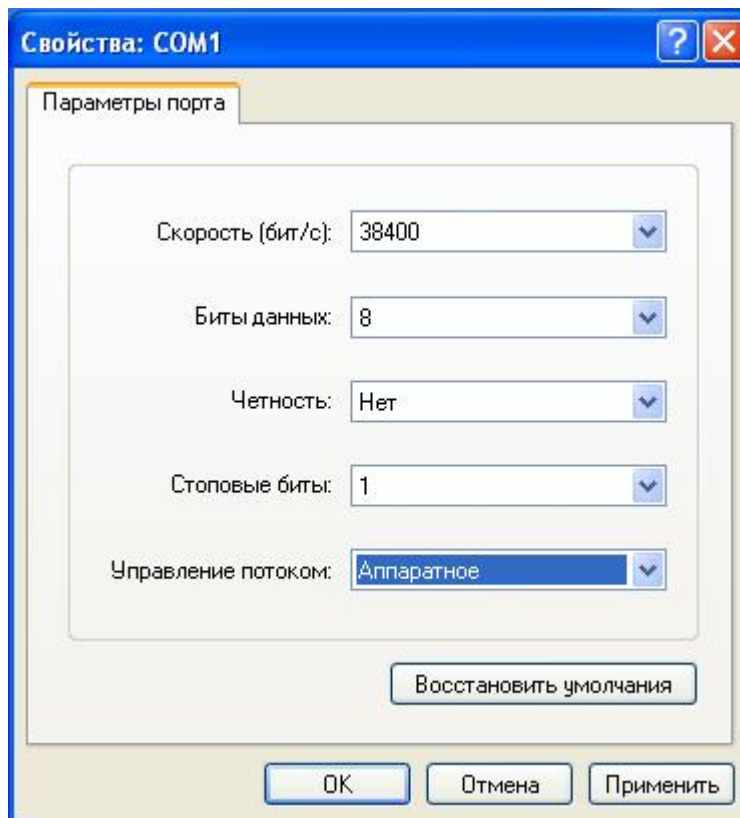 Свойства: COM1
Параметры порта
Скорость (бит/с): 38400
Биты данных: 8
Четность: Нет
Стоповые биты: 1
Управление потоком: Аппаратное
Восстановить умолчания
OK Отмена Применить